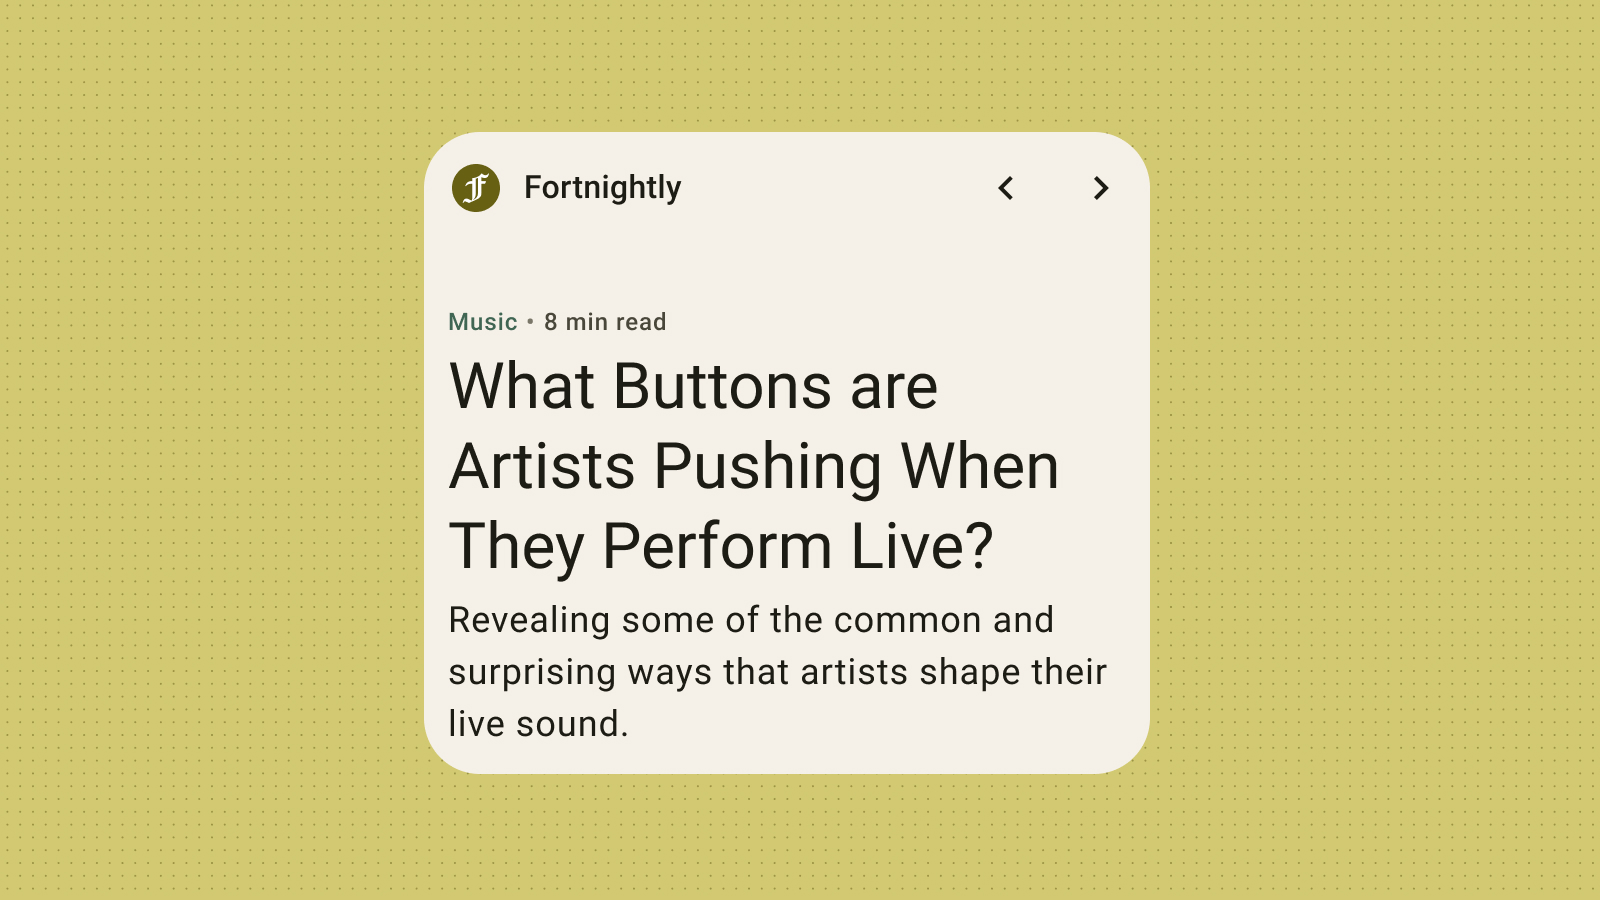 F Fortnightly
Music • 8 min read
What Buttons are
Artists Pushing When
They Perform Live?
Revealing some of the common and
surprising ways that artists shape their
live sound.